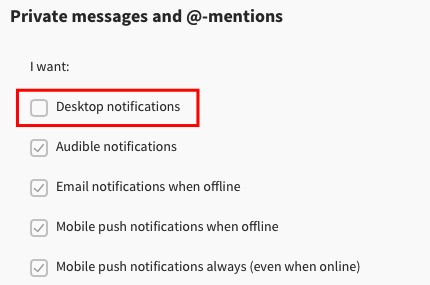 Private messages and @-mentions
I want:
Desktop notifications
Audible notifications
Email notifications when offline
Mobile push notifications when offline
Mobile push notifications always (even when online)